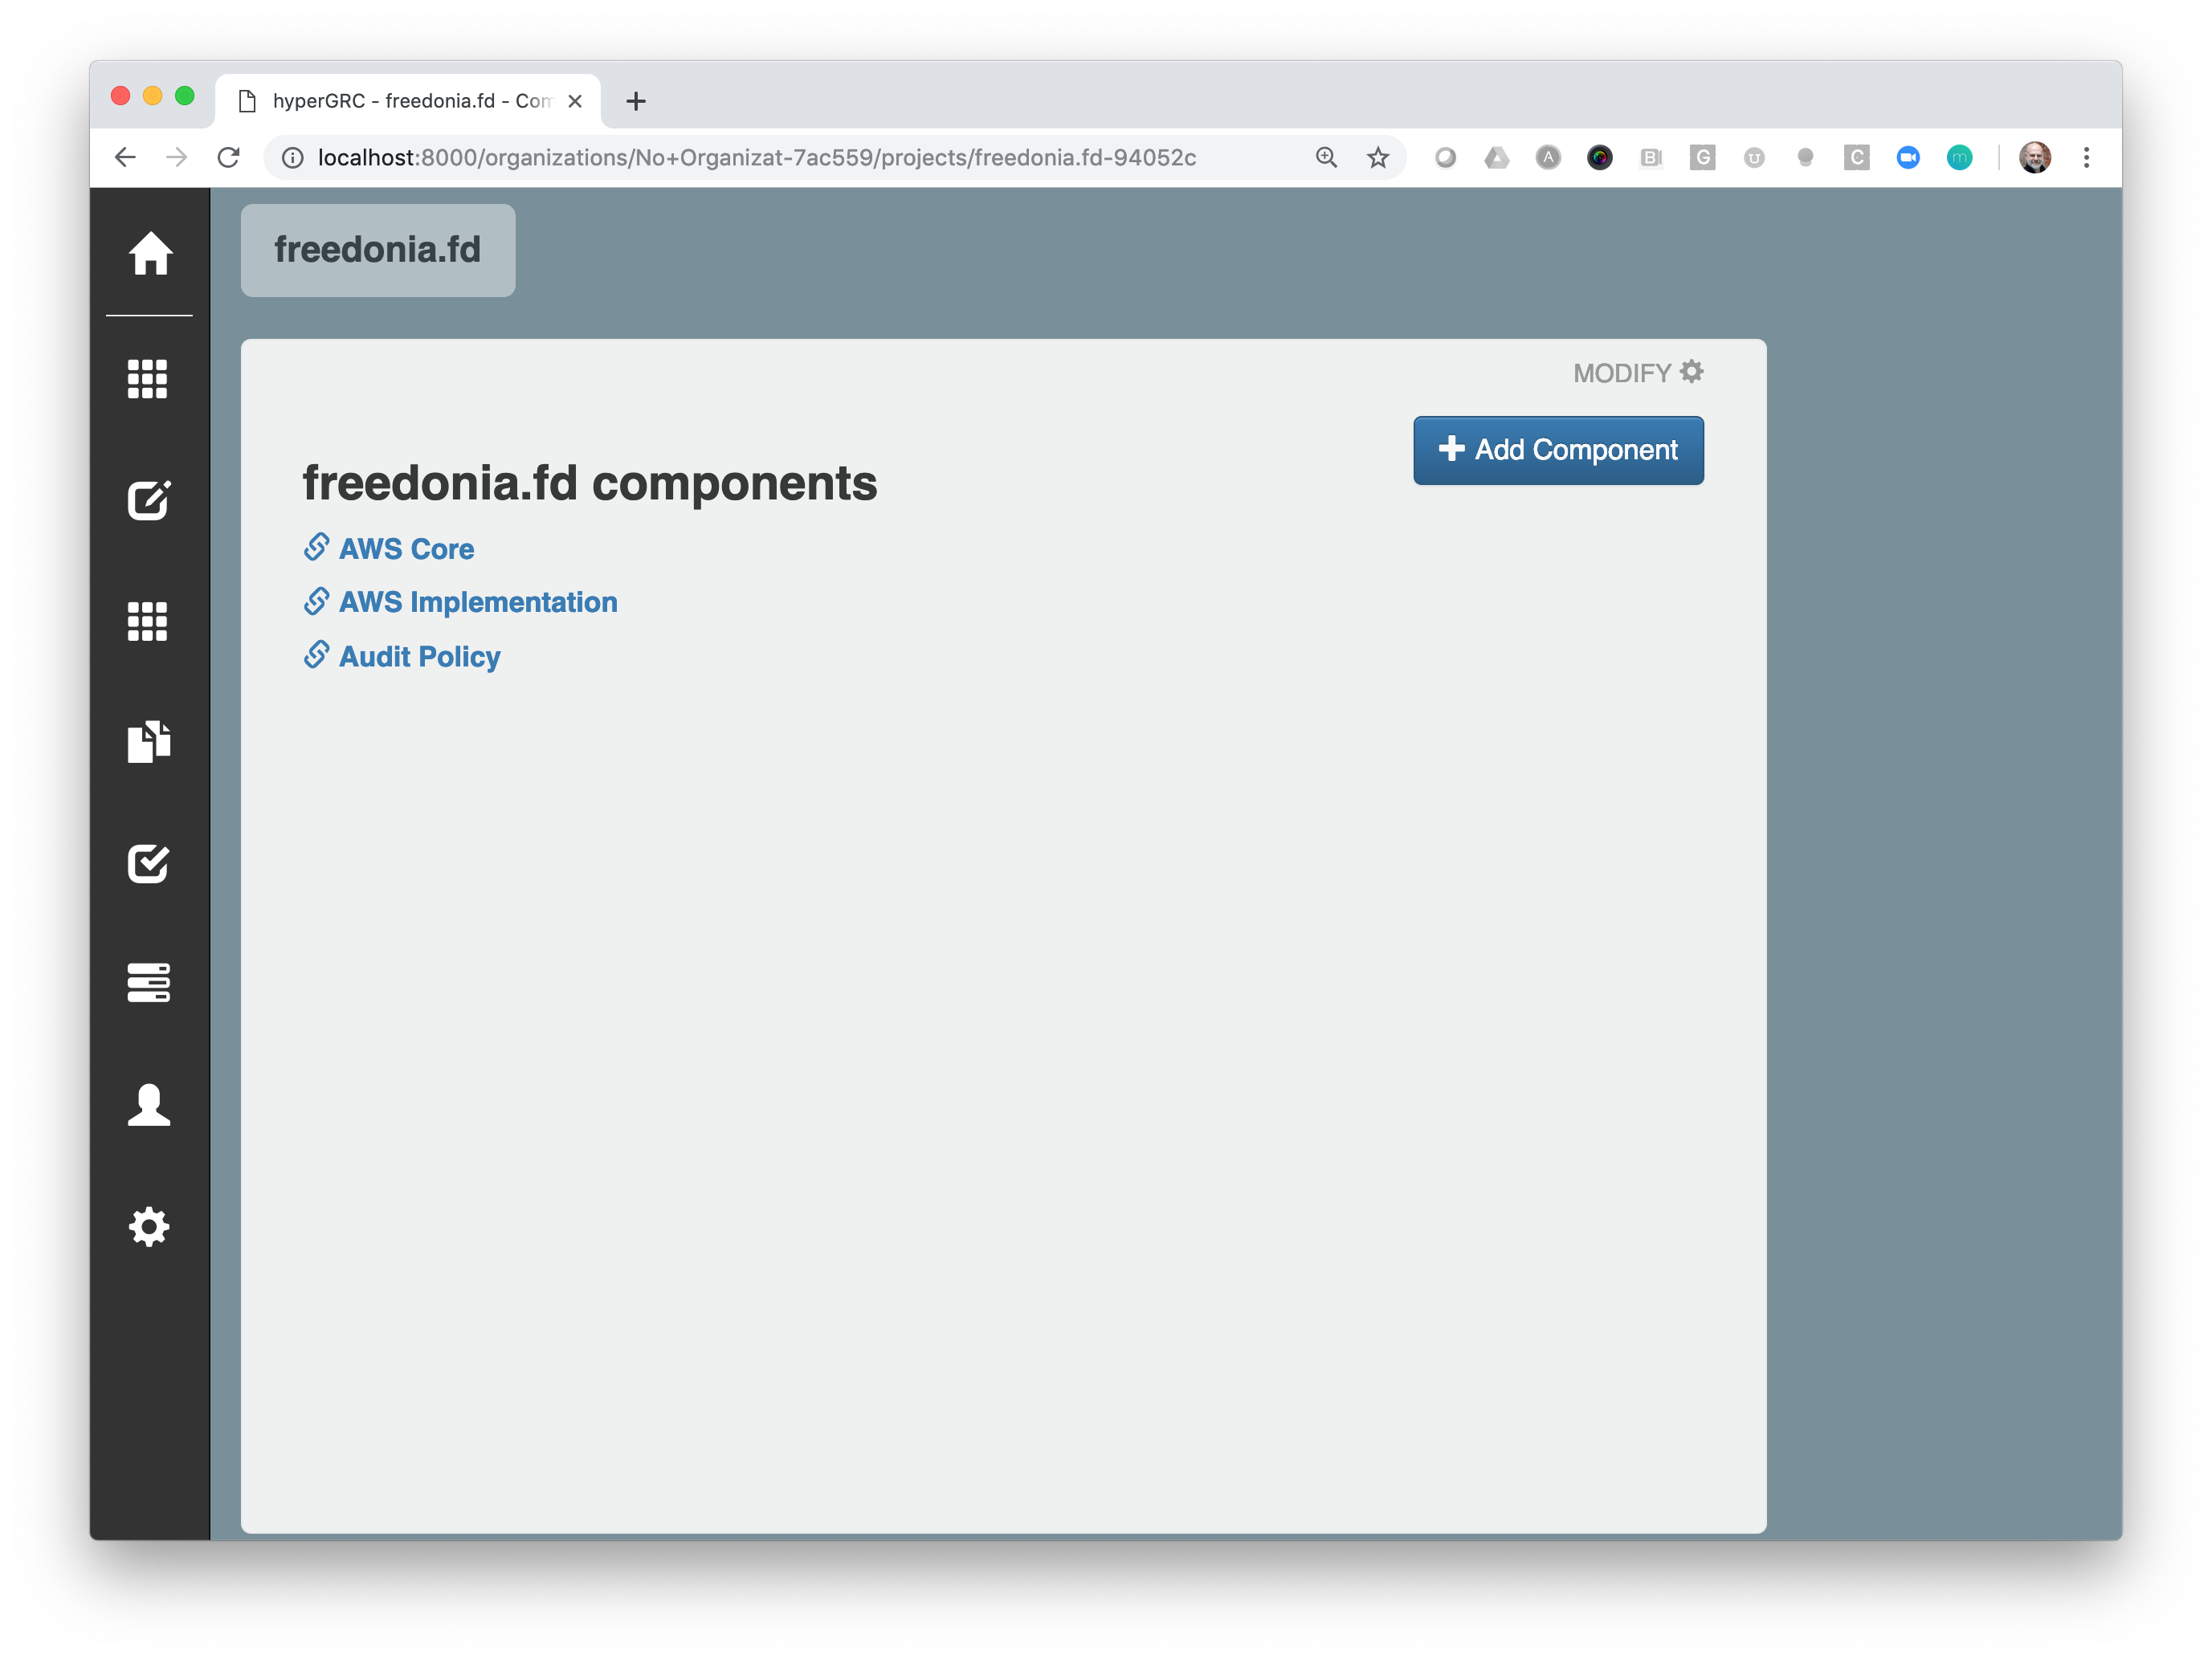 hyperGRC - freedonia.fd - Com
localhost:8000/organizations/No+Organizat-7ac559/projects/freedonia.fd-94052c
freedonia.fd
MODIFY
Add Component
freedonia.fd components
AWS Core
AWS Implementation
Audit Policy